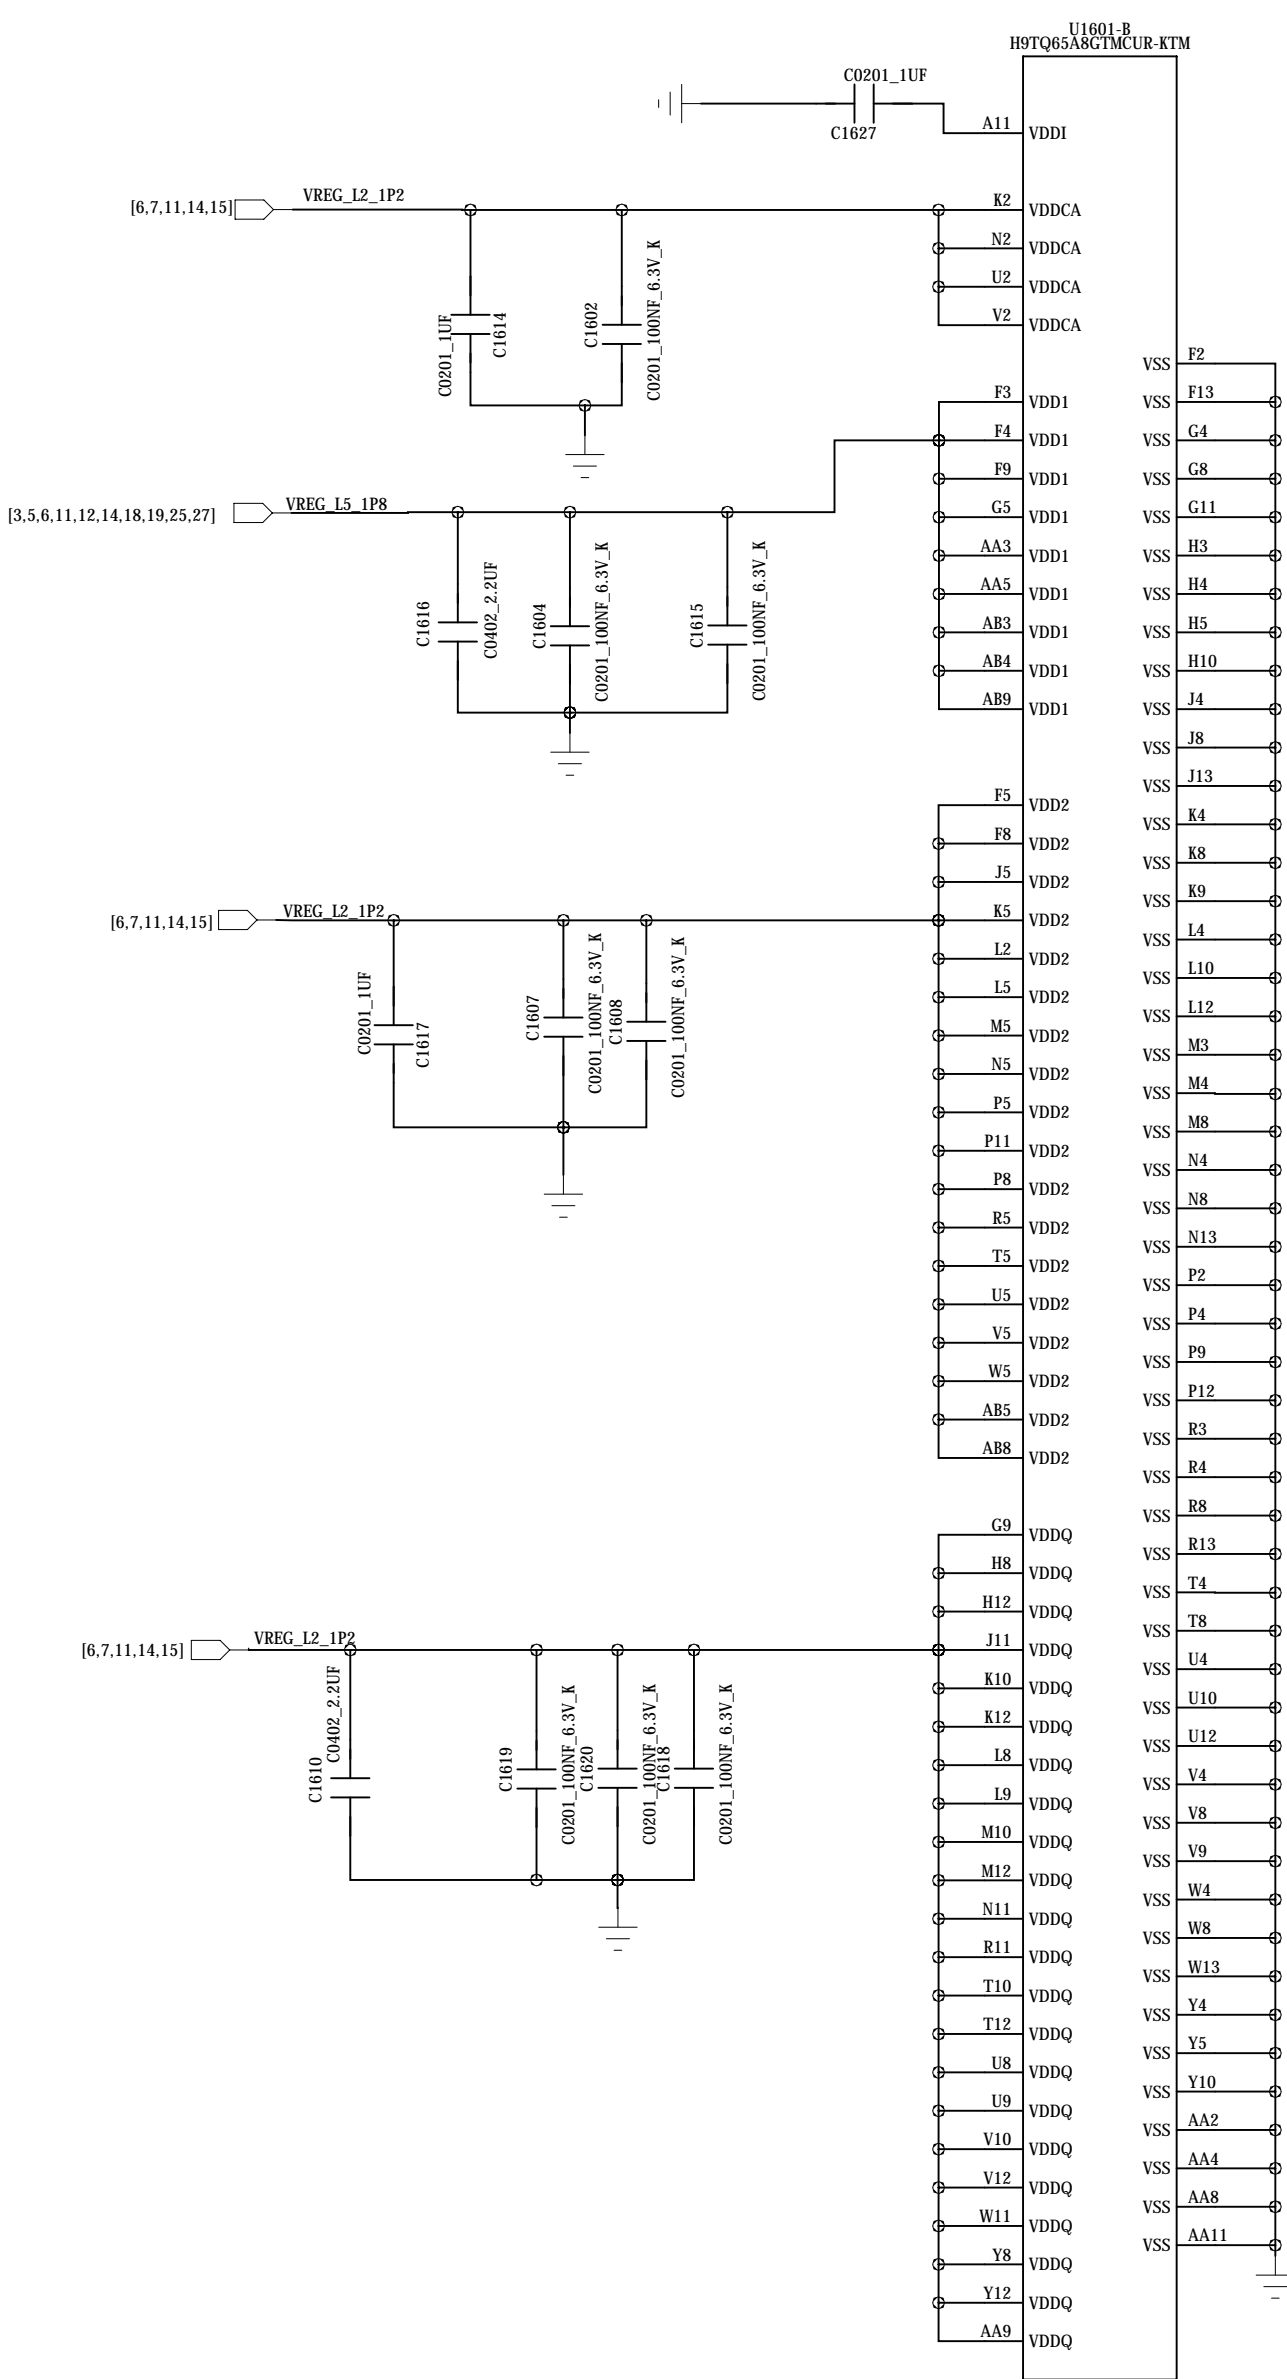 U1601-B
H9TQ65A8GTMCUR-KTM
C0201_1UF
C1627
A11 VDDI
[6,7,11,14,15] VREG_L2_1P2
K2 VDDCA
N2 VDDCA
U2 VDDCA
V2 VDDCA
C0201_1UF
C1614
C1602
C0201_100NF_6.3V_K
F3 VDD1
F4 VDD1
F9 VDD1
G5 VDD1
AA3 VDD1
AA5 VDD1
AB3 VDD1
AB4 VDD1
AB9 VDD1
[3,5,6,11,12,14,18,19,25,27] VREG_L5_1P8
C1616
C0402_2.2UF
C1604
C0201_100NF_6.3V_K
C1615
C0201_100NF_6.3V_K
F5 VDD2
F8 VDD2
J5 VDD2
K5 VDD2
L2 VDD2
L5 VDD2
M5 VDD2
N5 VDD2
P5 VDD2
P11 VDD2
P8 VDD2
R5 VDD2
T5 VDD2
U5 VDD2
V5 VDD2
W5 VDD2
AB5 VDD2
AB8 VDD2
[6,7,11,14,15] VREG_L2_1P2
C0201_1UF
C1617
C1607
C0201_100NF_6.3V_K
C1608
C0201_100NF_6.3V_K
G9 VDDQ
H8 VDDQ
H12 VDDQ
J11 VDDQ
K10 VDDQ
K12 VDDQ
L8 VDDQ
L9 VDDQ
M10 VDDQ
M12 VDDQ
N11 VDDQ
R11 VDDQ
T10 VDDQ
T12 VDDQ
U8 VDDQ
U9 VDDQ
V10 VDDQ
V12 VDDQ
W11 VDDQ
Y8 VDDQ
Y12 VDDQ
AA9 VDDQ
[6,7,11,14,15] VREG_L2_1P2
C1610
C0402_2.2UF
C1619
C0201_100NF_6.3V_K
C1620
C0201_100NF_6.3V_K
C1618
C0201_100NF_6.3V_K
VSS F2
VSS F13
VSS G4
VSS G8
VSS G11
VSS H3
VSS H4
VSS H5
VSS H10
VSS J4
VSS J8
VSS J13
VSS K4
VSS K8
VSS K9
VSS L4
VSS L10
VSS L12
VSS M3
VSS M4
VSS M8
VSS N4
VSS N8
VSS N13
VSS P2
VSS P4
VSS P9
VSS P12
VSS R3
VSS R4
VSS R8
VSS R13
VSS T4
VSS T8
VSS U4
VSS U10
VSS U12
VSS V4
VSS V8
VSS V9
VSS W4
VSS W8
VSS W13
VSS Y4
VSS Y5
VSS Y10
VSS AA2
VSS AA4
VSS AA8
VSS AA11